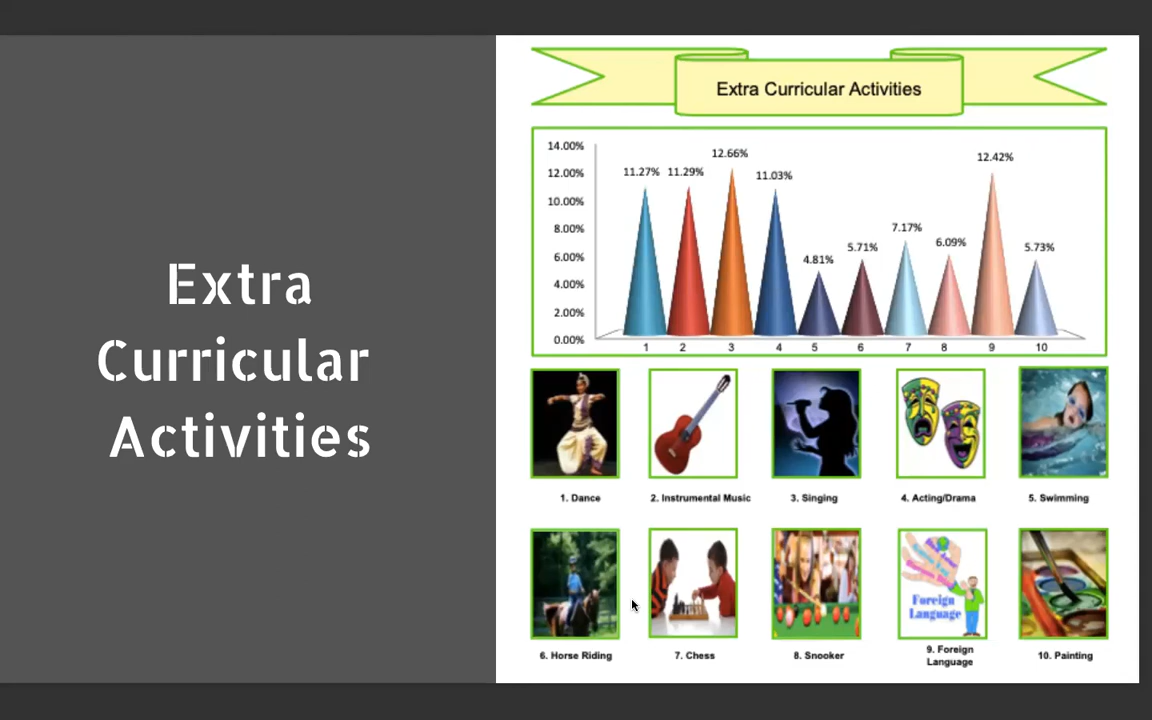 Extra
Curricular
Activities
Extra Curricular Activities
14.00%
12.00%
10.00%
8.00%
6.00%
4.00%
2.00%
0.00%
11.27%
11.29%
12.66%
11.03%
4.81%
5.71%
7.17%
6.09%
12.42%
5.73%
1 2 3 4 5 6 7 8 9 10
1. Dance
2. Instrumental Music
3. Singing
4. Acting/Drama
5. Swimming
Foreign
Language
6. Horse Riding
7. Chess
8. Snooker
9. Foreign
Language
10. Painting